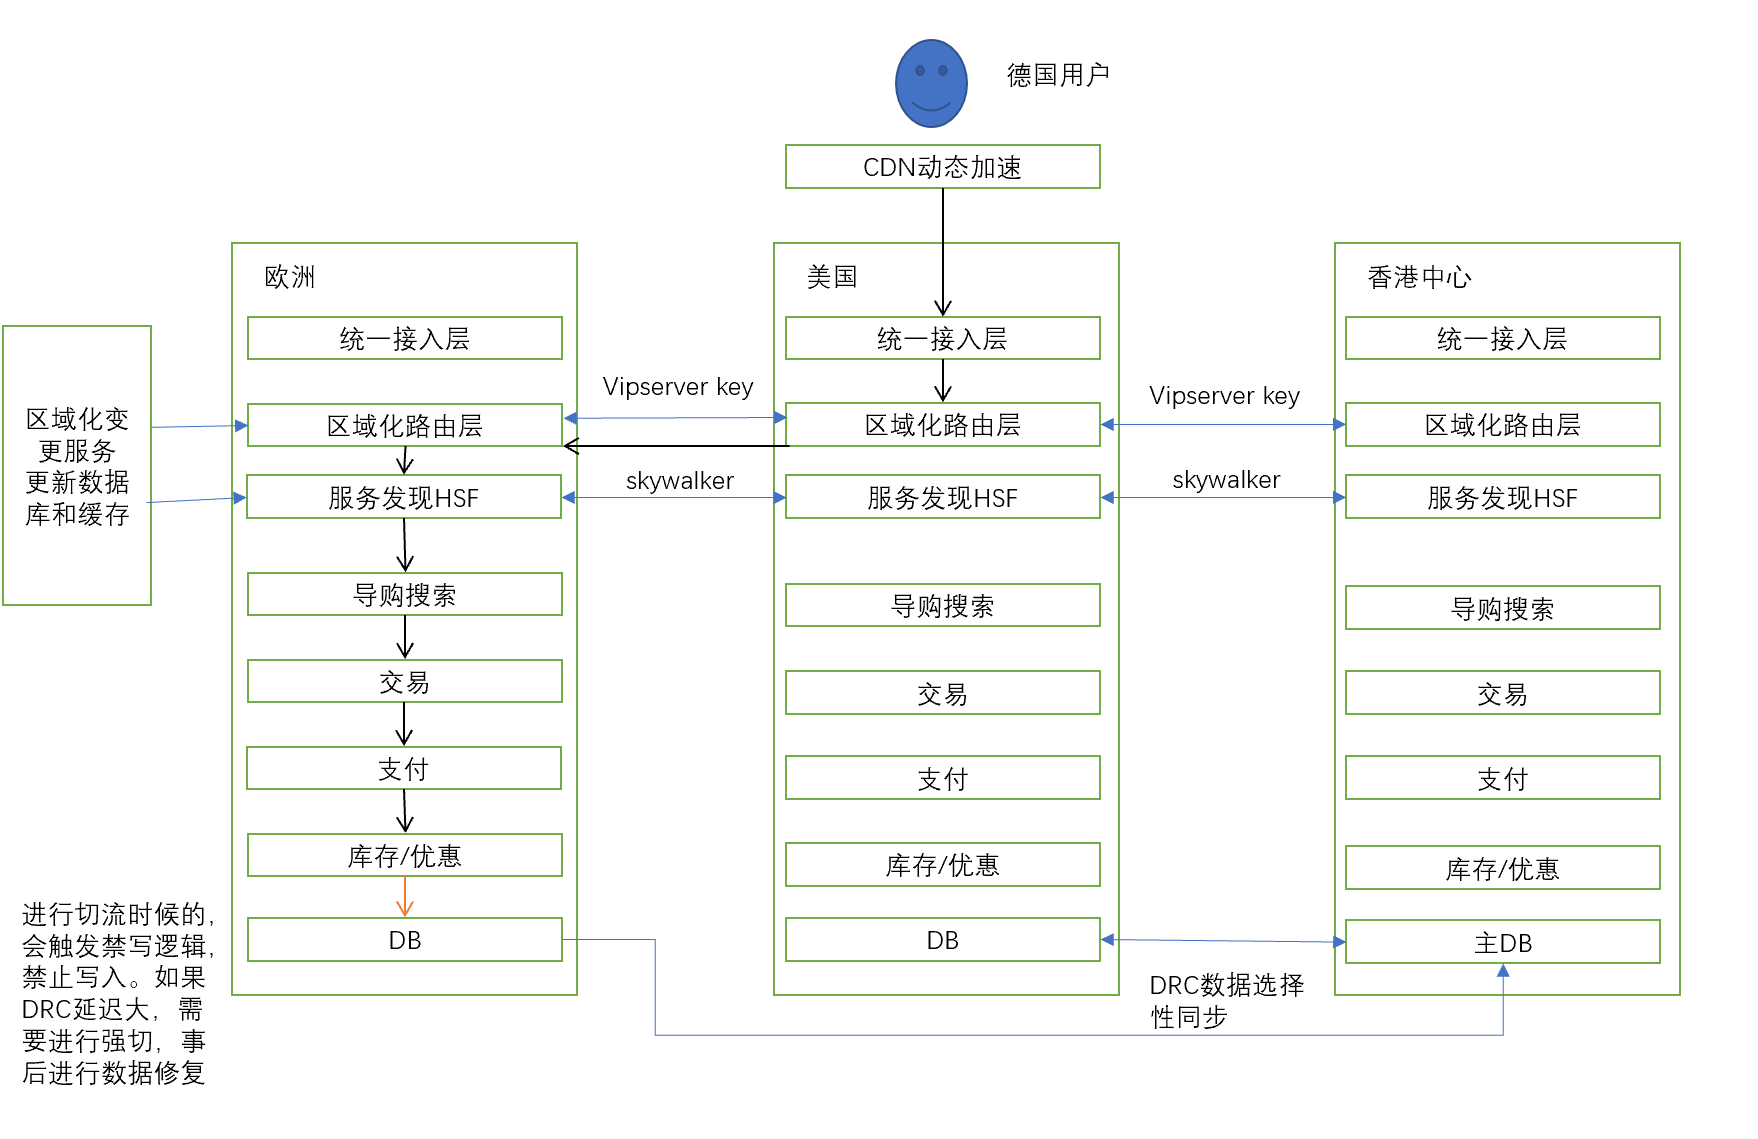 德国用户
CDN动态加速
欧洲
美国
香港中心
统一接入层
统一接入层
统一接入层
Vipserver key
Vipserver key
区域化变
更服务
更新数据
库和缓存
区域化路由层
区域化路由层
区域化路由层
skywalker
skywalker
服务发现HSF
服务发现HSF
服务发现HSF
导购搜索
导购搜索
导购搜索
交易
交易
交易
支付
支付
支付
库存/优惠
库存/优惠
库存/优惠
进行切流时候的，
会触发禁写逻辑，
禁止写入。如果
DRC延迟大，需
要进行强切，事
后进行数据修复
DB
DB
主DB
DRC数据选择
性同步